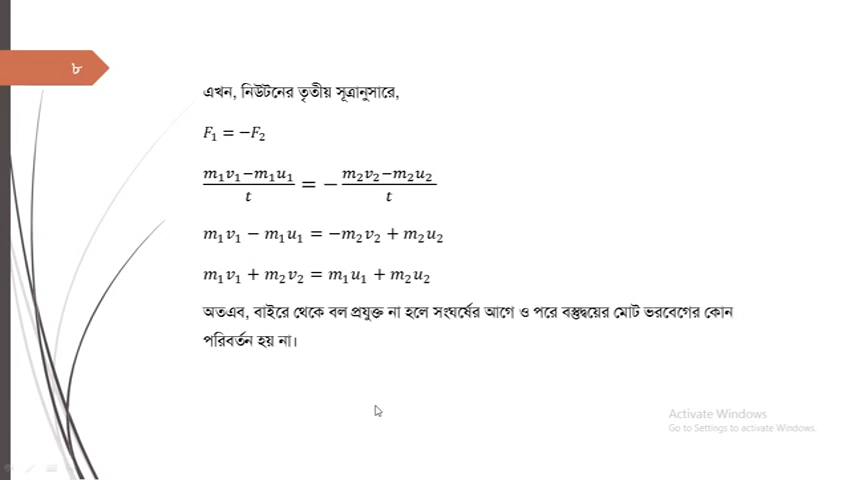 ৮
এখন, নিউটনের তৃতীয় সূত্রানুসারে,
F₁ = −F₂
(m₁v₁−m₁u₁)/t = −(m₂v₂−m₂u₂)/t
m₁v₁ − m₁u₁ = −m₂v₂ + m₂u₂
m₁v₁ + m₂v₂ = m₁u₁ + m₂u₂
অতএব, বাইরে থেকে বল প্রযুক্ত না হলে সংঘর্ষের আগে ও পরে বস্তুদ্বয়ের মোট ভরবেগের কোন
পরিবর্তন হয় না।
Activate Windows
Go to Settings to activate Windows.